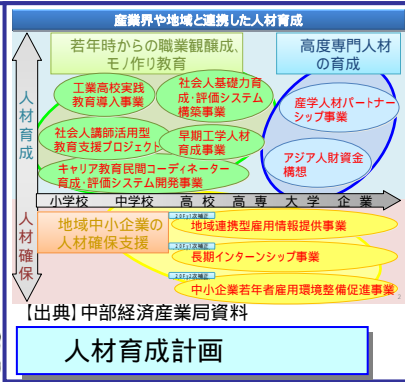 産業界や地域と連携した人材育成
若年時からの職業観醸成、
モノ作り教育
高度専門人材
の育成
人材育成
工業高校実践
教育導入事業
社会人基礎力育
成・評価システム
構築事業
産学人材パートナー
シップ事業
社会人講師活用型
教育支援プロジェクト
早期工学人材
育成事業
アジア人財資金
構想
キャリア教育民間コーディネーター
育成・評価システム開発事業
小学校 中学校 高校 高専 大学 企業
人材確保
地域中小企業の
人材確保支援
地域連携型雇用情報提供事業
長期インターンシップ事業
中小企業若年者雇用環境整備促進事業
2
【出典】中部経済産業局資料
人材育成計画